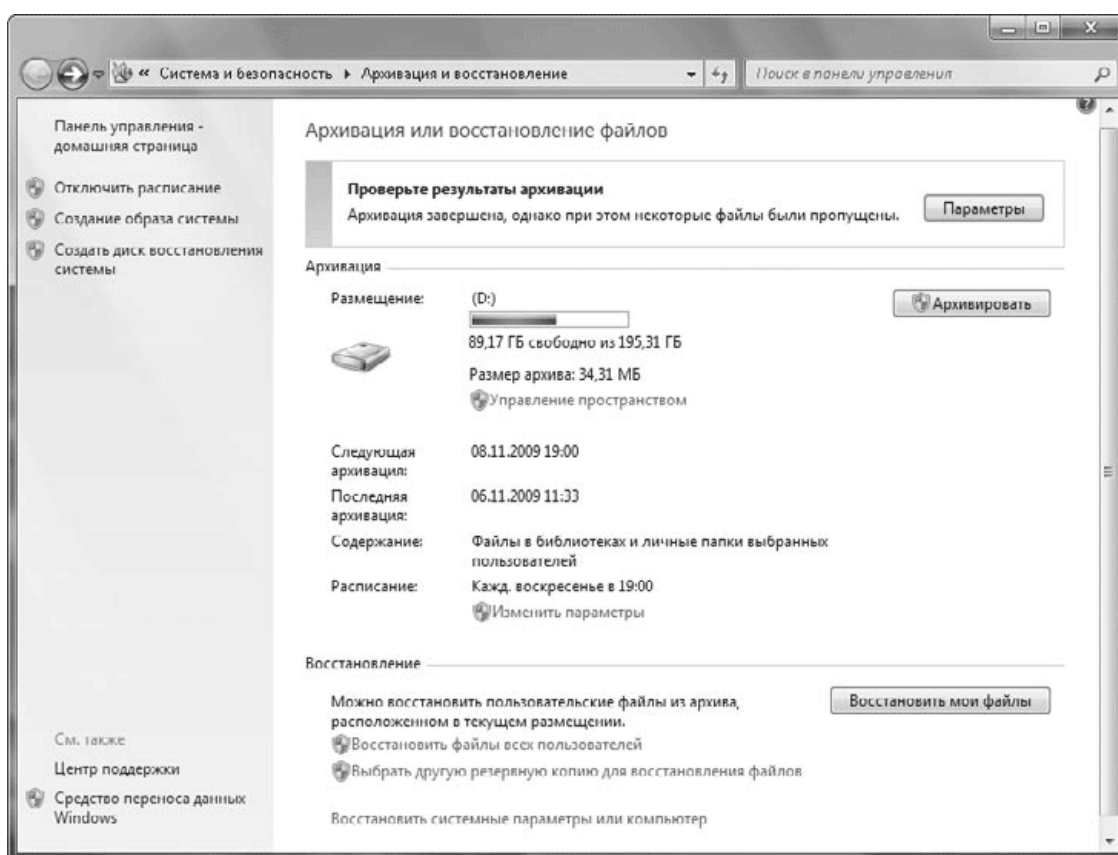 « Система и безопасность ▸ Архивация и восстановление
Поиск в панели управления
Панель управления -
домашняя страница
Отключить расписание
Создание образа системы
Создать диск восстановления
системы
Архивация или восстановление файлов
Проверьте результаты архивации
Архивация завершена, однако при этом некоторые файлы были пропущены.
Параметры
Архивация
Размещение:
(D:)
Архивировать
89,17 ГБ свободно из 195,31 ГБ
Размер архива: 34,31 МБ
Управление пространством
Следующая
архивация:
08.11.2009 19:00
Последняя
архивация:
06.11.2009 11:33
Содержание:
Файлы в библиотеках и личные папки выбранных
пользователей
Расписание:
Кажд. воскресенье в 19:00
Изменить параметры
Восстановление
Можно восстановить пользовательские файлы из архива,
расположенном в текущем размещении.
Восстановить мои файлы
Восстановить файлы всех пользователей
Выбрать другую резервную копию для восстановления файлов
Восстановить системные параметры или компьютер
См. также
Центр поддержки
Средство переноса данных
Windows